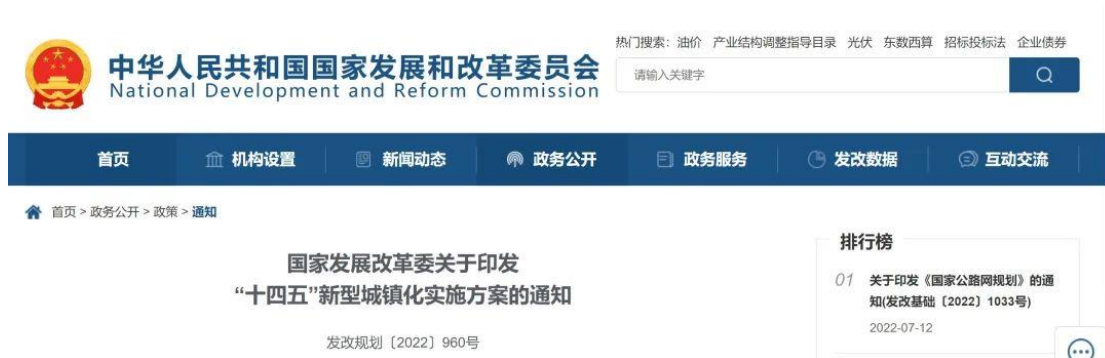 热门搜索：油价 产业结构调整指导目录 光伏 东数西算 招标投标法 企业债券
中华人民共和国国家发展和改革委员会
National Development and Reform Commission
请输入关键字
首页 机构设置 新闻动态 政务公开 政务服务 发改数据 互动交流
首页 > 政务公开 > 政策 > 通知
国家发展改革委关于印发
“十四五”新型城镇化实施方案的通知
发改规划〔2022〕960号
排行榜
01 关于印发《国家公路网规划》的通
知(发改基础〔2022〕1033号)
2022-07-12